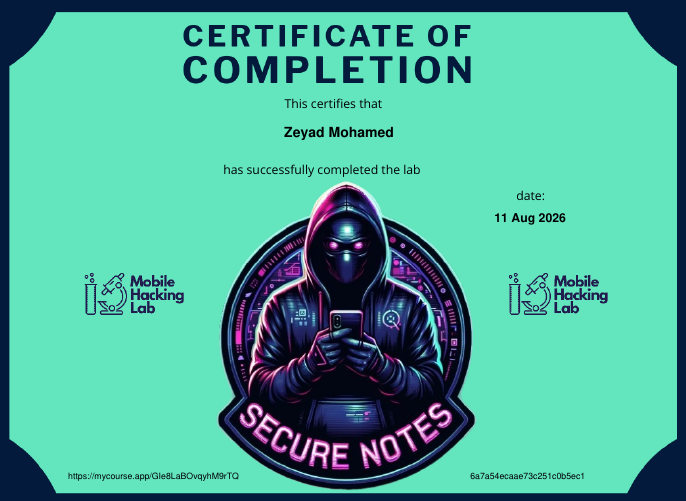 CERTIFICATE OF
COMPLETION
This certifies that
Zeyad Mohamed
has successfully completed the lab
date:
11 Aug 2026
Mobile
Hacking
Lab
Mobile
Hacking
Lab
SECURE NOTES
https://mycourse.app/GIe8LaBOvqyhM9rTQ
6a7a54ecaae73c251c0b5ec1